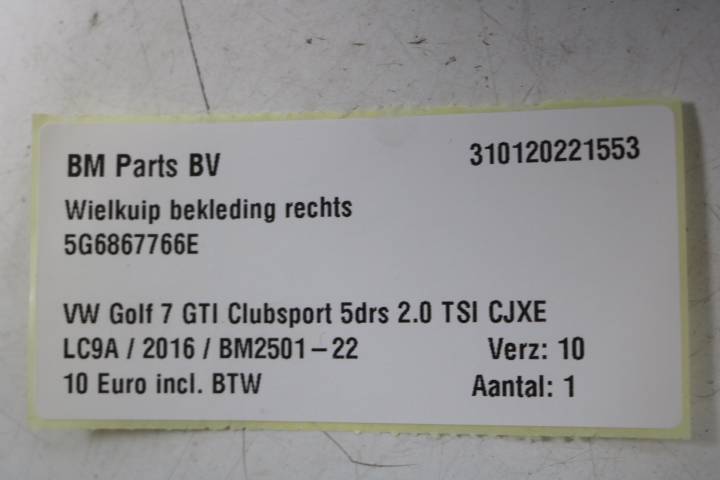 BM Parts BV 310120221553
Wielkuip bekleding rechts
5G6867766E
VW Golf 7 GTI Clubsport 5drs 2.0 TSI CJXE
LC9A / 2016 / BM2501-22 Verz: 10
10 Euro incl. BTW Aantal: 1